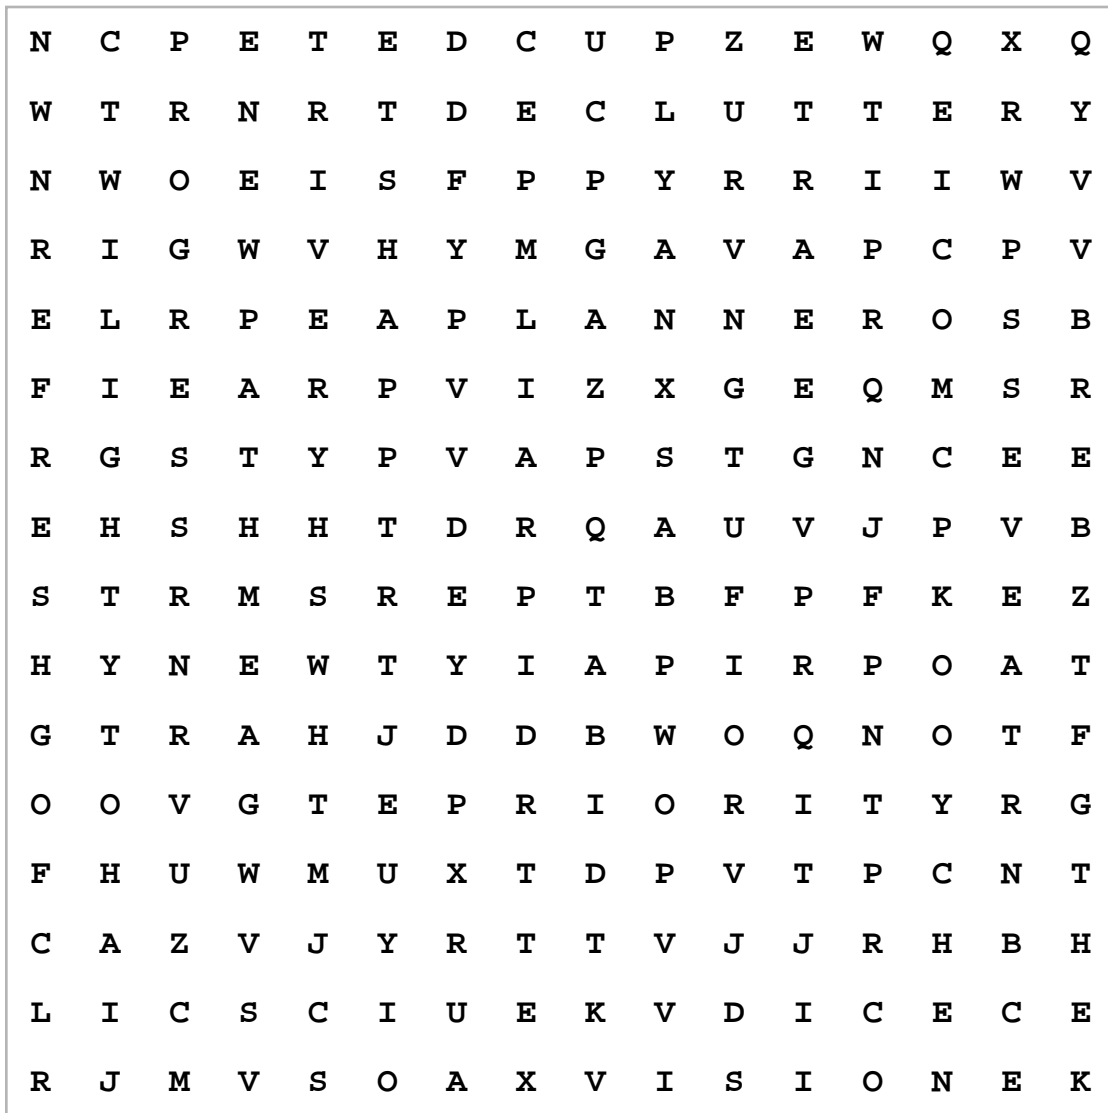 N C P E T E D C U P Z E W Q X Q
W T R N R T D E C L U T T E R Y
N W O E I S F P P Y R R I I W V
R I G W V H Y M G A V A P C P V
E L R P E A P L A N N E R O S B
F I E A R P V I Z X G E Q M S R
R G S T Y P V A P S T G N C E E
E H S H H T D R Q A U V J P V B
S T R M S R E P T B F P F K E Z
H Y N E W T Y I A P I R P O A T
G T R A H J D D B W O Q N O T F
O O V G T E P R I O R I T Y R G
F H U W M U X T D P V T P C N T
C A Z V J Y R T T V J J R H B H
L I C S C I U E K V D I C E C E
R J M V S O A X V I S I O N E K